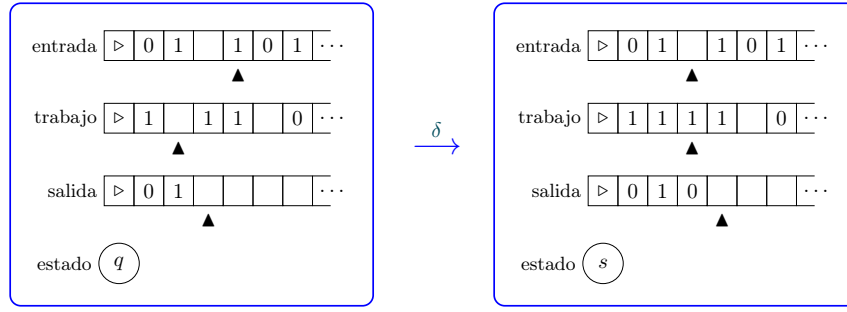 entrada ▷ 0 1 1 0 1 ⋯
trabajo ▷ 1 1 1 0 ⋯
salida ▷ 0 1 ⋯
estado q
δ
entrada ▷ 0 1 1 0 1 ⋯
trabajo ▷ 1 1 1 1 0 ⋯
salida ▷ 0 1 0 ⋯
estado s